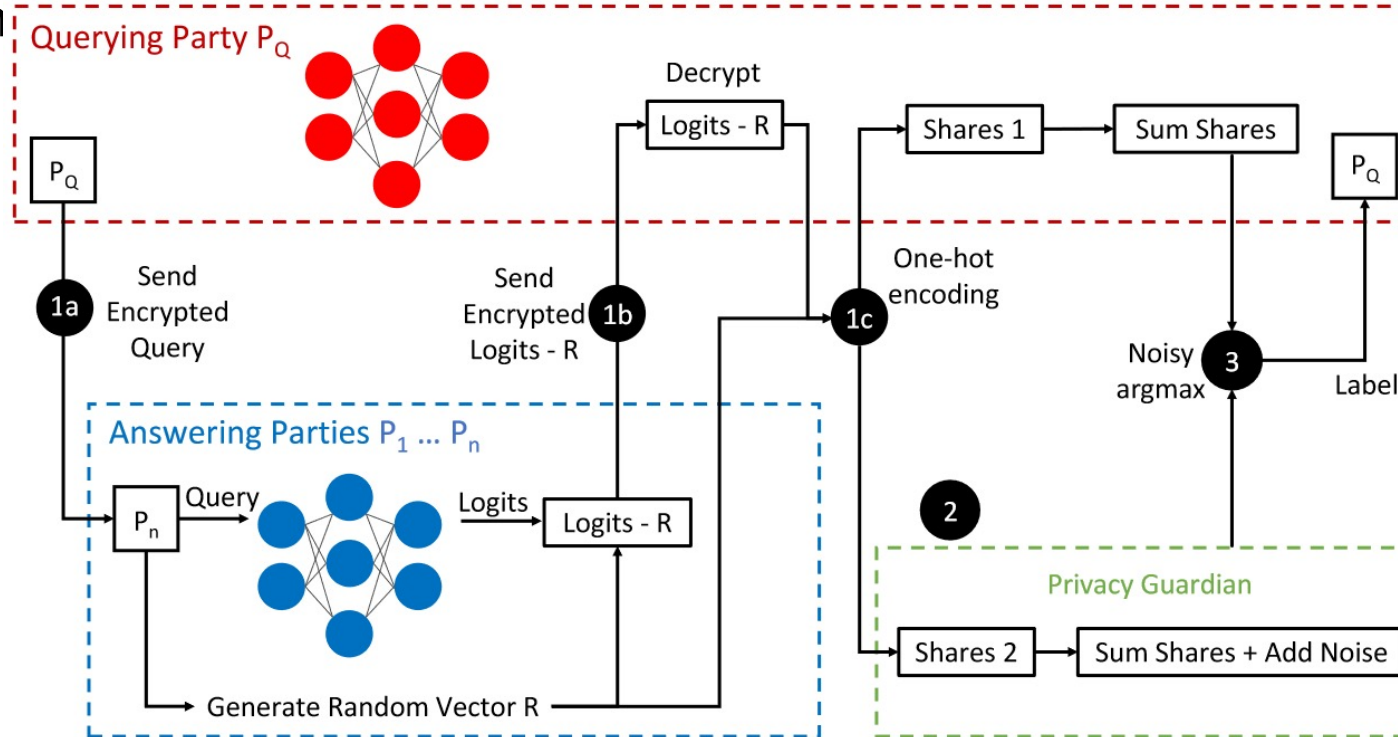 Querying Party PQ
Decrypt
Logits - R
Shares 1
Sum Shares
PQ
PQ
1a
Send
Encrypted
Query
Send
Encrypted
Logits - R
1b
1c
One-hot
encoding
Noisy
argmax
3
Label
Answering Parties P1 ... Pn
Pn
Query
Logits
Logits - R
Generate Random Vector R
2
Privacy Guardian
Shares 2
Sum Shares + Add Noise